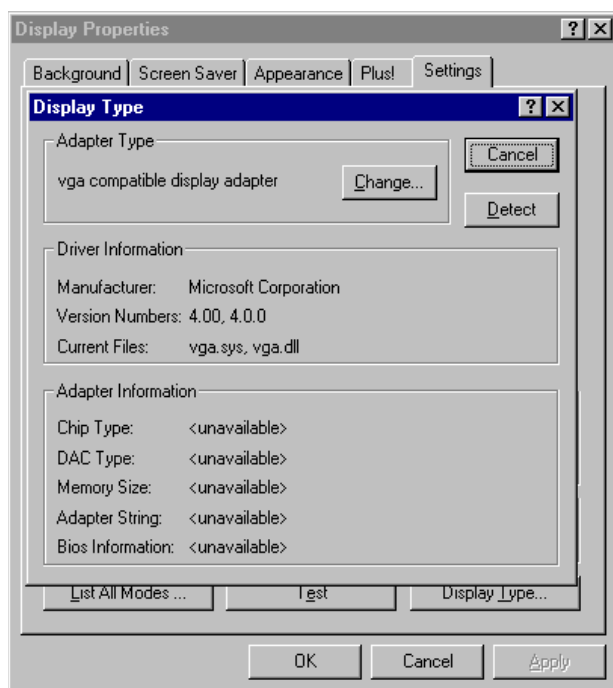 Display Properties
Background Screen Saver Appearance Plus! Settings
Display Type
Adapter Type
vga compatible display adapter
Change...
Cancel
Detect
Driver Information
Manufacturer: Microsoft Corporation
Version Numbers: 4.00, 4.0.0
Current Files: vga.sys, vga.dll
Adapter Information
Chip Type: <unavailable>
DAC Type: <unavailable>
Memory Size: <unavailable>
Adapter String: <unavailable>
Bios Information: <unavailable>
List All Modes ... Test Display Type...
OK Cancel Apply